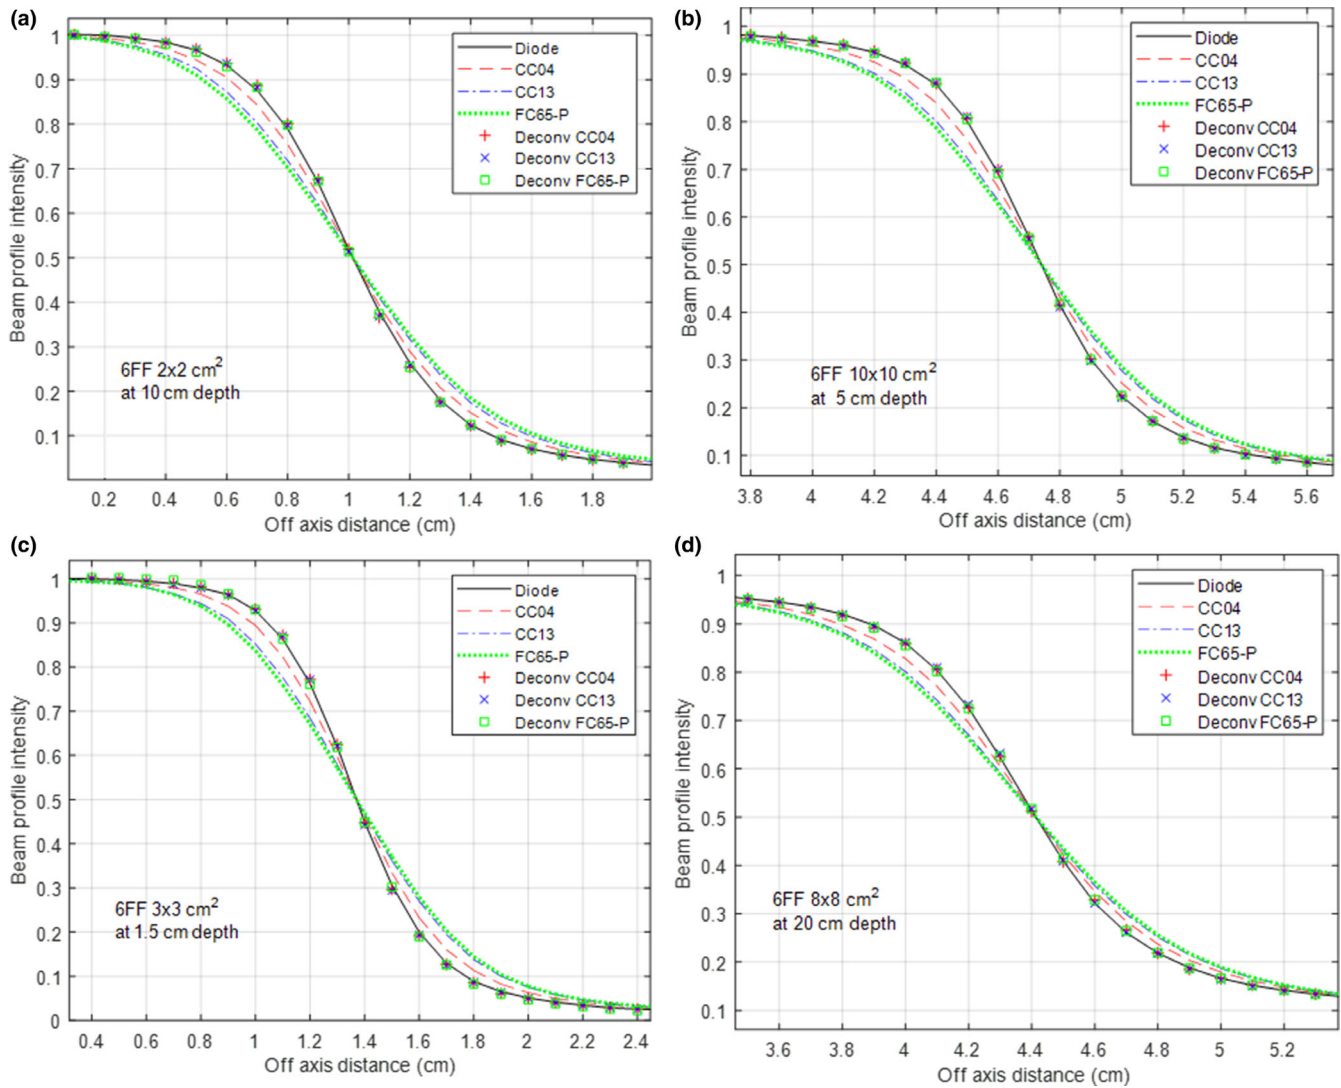 (a)
1
0.9
0.8
0.7
0.6
0.5
0.4
0.3
0.2
0.1
Beam profile intensity
Diode
CC04
CC13
FC65-P
Deconv CC04
Deconv CC13
Deconv FC65-P
6FF 2x2 cm²
at 10 cm depth
0.2 0.4 0.6 0.8 1 1.2 1.4 1.6 1.8
Off axis distance (cm)
(b)
1
0.9
0.8
0.7
0.6
0.5
0.4
0.3
0.2
0.1
Beam profile intensity
Diode
CC04
CC13
FC65-P
Deconv CC04
Deconv CC13
Deconv FC65-P
6FF 10x10 cm²
at 5 cm depth
3.8 4 4.2 4.4 4.6 4.8 5 5.2 5.4 5.6
Off axis distance (cm)
(c)
1
0.9
0.8
0.7
0.6
0.5
0.4
0.3
0.2
0.1
0
Beam profile intensity
Diode
CC04
CC13
FC65-P
Deconv CC04
Deconv CC13
Deconv FC65-P
6FF 3x3 cm²
at 1.5 cm depth
0.4 0.6 0.8 1 1.2 1.4 1.6 1.8 2 2.2 2.4
Off axis distance (cm)
(d)
1
0.9
0.8
0.7
0.6
0.5
0.4
0.3
0.2
0.1
Beam profile intensity
Diode
CC04
CC13
FC65-P
Deconv CC04
Deconv CC13
Deconv FC65-P
6FF 8x8 cm²
at 20 cm depth
3.6 3.8 4 4.2 4.4 4.6 4.8 5 5.2
Off axis distance (cm)